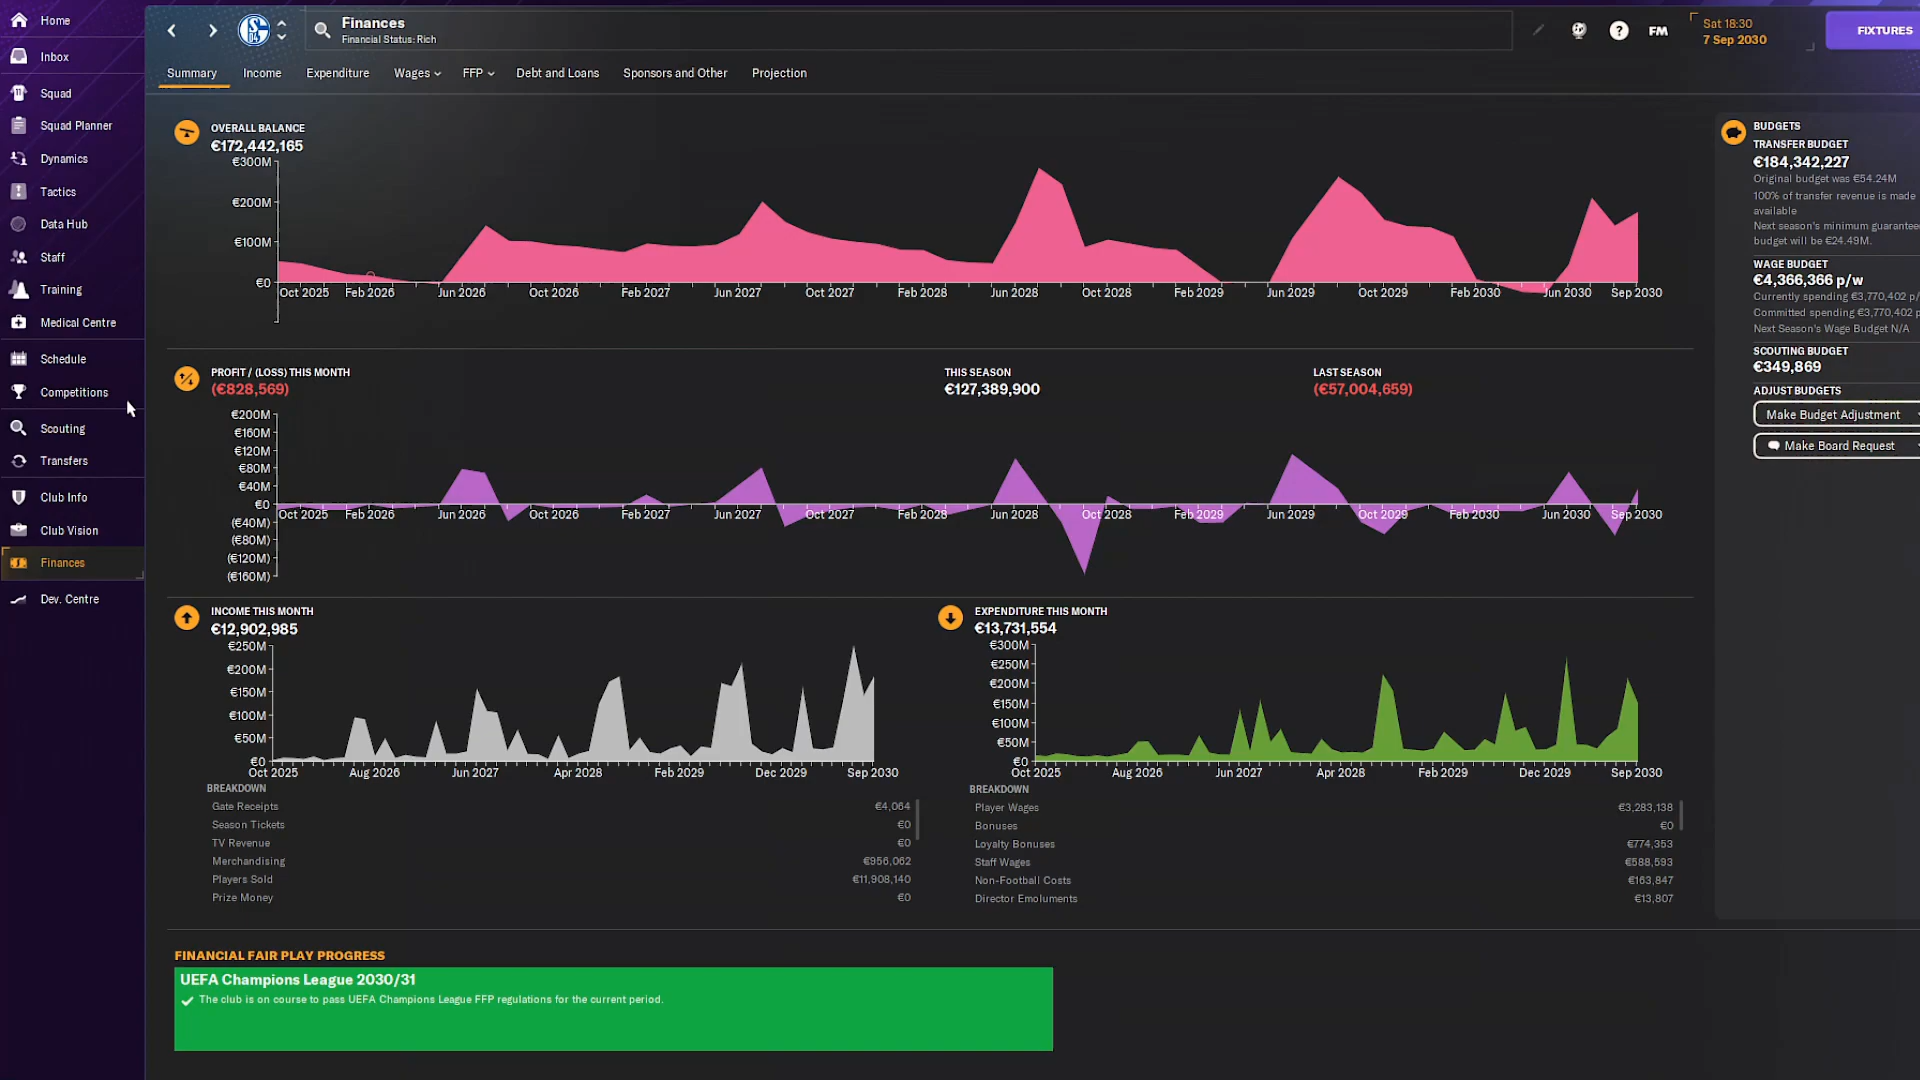 Home
Inbox
Squad
Squad Planner
Dynamics
Tactics
Data Hub
Staff
Training
Medical Centre
Schedule
Competitions
Scouting
Transfers
Club Info
Club Vision
Finances
Dev. Centre
Finances
Financial Status: Rich
FM
Sat 18:30
7 Sep 2030
FIXTURES
Summary Income Expenditure Wages FFP Debt and Loans Sponsors and Other Projection
OVERALL BALANCE
€172,442,165
€300M
€200M
€100M
€0
Oct 2025 Feb 2026 Jun 2026 Oct 2026 Feb 2027 Jun 2027 Oct 2027 Feb 2028 Jun 2028 Oct 2028 Feb 2029 Jun 2029 Oct 2029 Feb 2030 Jun 2030 Sep 2030
PROFIT / (LOSS) THIS MONTH
(€828,569)
THIS SEASON
€127,389,900
LAST SEASON
(€57,004,659)
€200M
€160M
€120M
€80M
€40M
€0
(€40M)
(€80M)
(€120M)
(€160M)
Oct 2025 Feb 2026 Jun 2026 Oct 2026 Feb 2027 Jun 2027 Oct 2027 Feb 2028 Jun 2028 Oct 2028 Feb 2029 Jun 2029 Oct 2029 Feb 2030 Jun 2030 Sep 2030
INCOME THIS MONTH
€12,902,985
€250M
€200M
€150M
€100M
€50M
€0
Oct 2025 Aug 2026 Jun 2027 Apr 2028 Feb 2029 Dec 2029 Sep 2030
BREAKDOWN
Gate Receipts €4,064
Season Tickets €0
TV Revenue €0
Merchandising €956,062
Players Sold €11,908,140
Prize Money €0
EXPENDITURE THIS MONTH
€13,731,554
€300M
€250M
€200M
€150M
€100M
€50M
€0
Oct 2025 Aug 2026 Jun 2027 Apr 2028 Feb 2029 Dec 2029 Sep 2030
BREAKDOWN
Player Wages €3,283,138
Bonuses €0
Loyalty Bonuses €774,353
Staff Wages €588,593
Non-Football Costs €163,847
Director Emoluments €13,807
FINANCIAL FAIR PLAY PROGRESS
UEFA Champions League 2030/31
The club is on course to pass UEFA Champions League FFP regulations for the current period.
BUDGETS
TRANSFER BUDGET
€184,342,227
Original budget was €54.24M
100% of transfer revenue is made
available
Next season's minimum guarantee
budget will be €24.49M.
WAGE BUDGET
€4,366,366 p/w
Currently spending €3,770,402 p/
Committed spending €3,770,402 p
Next Season's Wage Budget N/A
SCOUTING BUDGET
€349,869
ADJUST BUDGETS
Make Budget Adjustment
Make Board Request